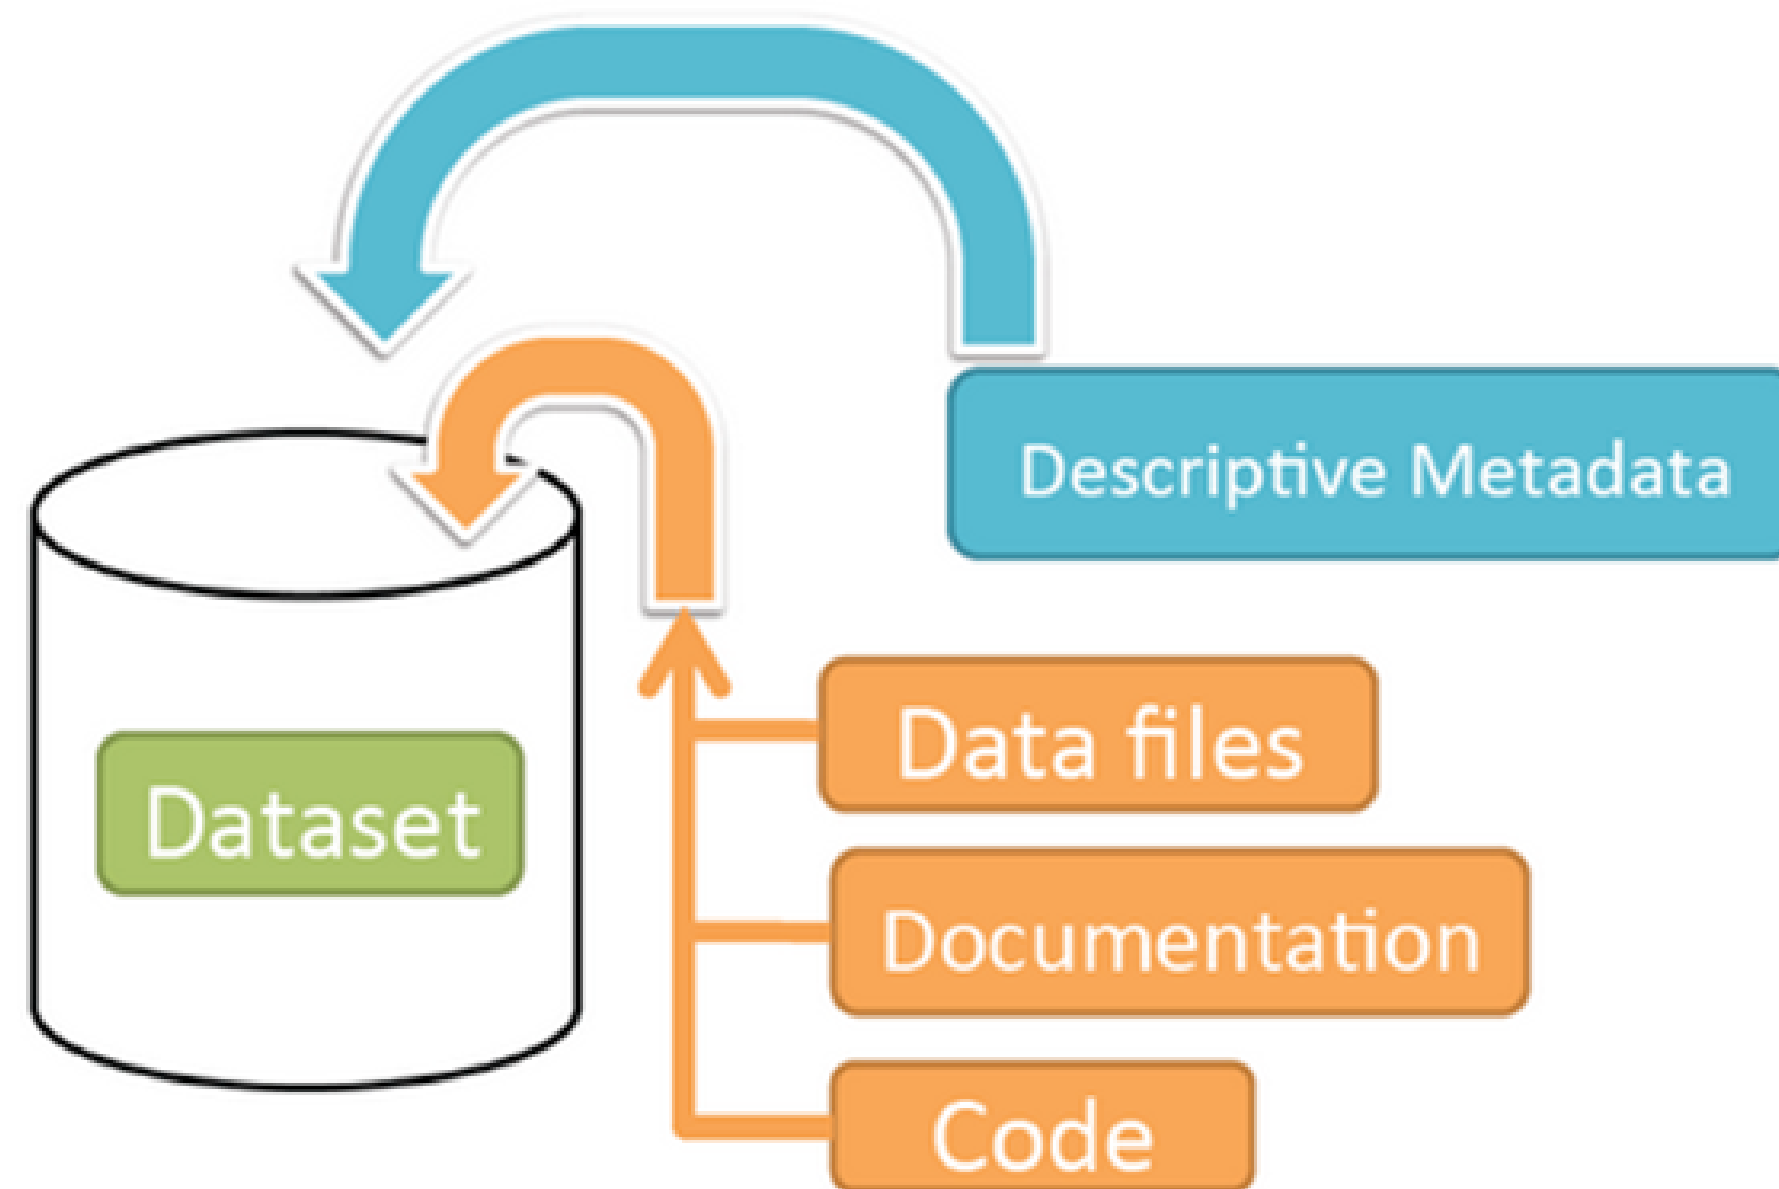 Descriptive Metadata
Data files
Dataset
Documentation
Code